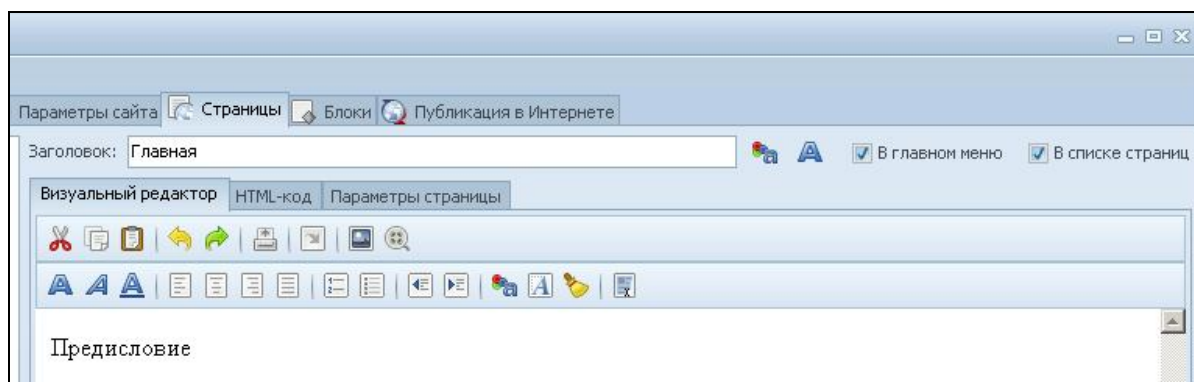 Параметры сайта Страницы Блоки Публикация в Интернете
Заголовок: Главная В главном меню В списке страниц
Визуальный редактор HTML-код Параметры страницы
Предисловие